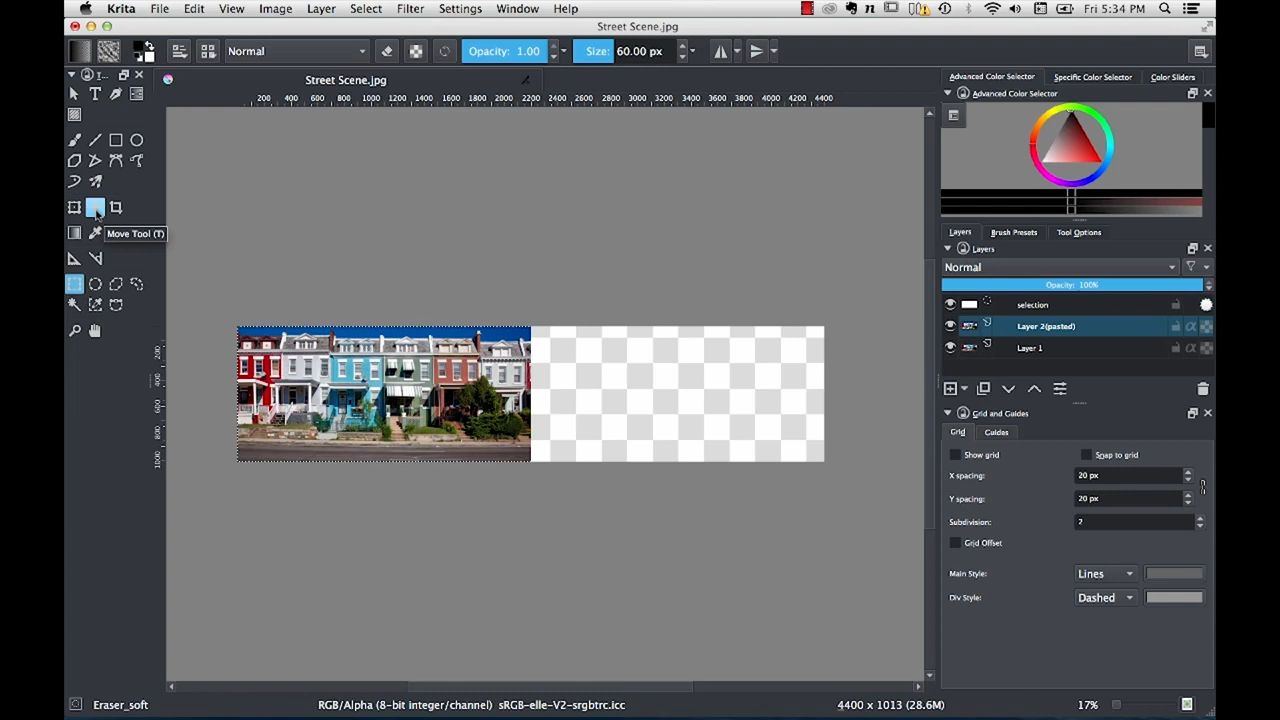 Krita File Edit View Image Layer Select Filter Settings Window Help Fri 5:34 PM
Street Scene.jpg
Normal Opacity: 1.00 Size: 60.00 px
I...
Street Scene.jpg
200 400 600 800 1000 1200 1400 1600 1800 2000 2200 2400 2600 2800 3000 3200 3400 3600 3800 4000 4200 4400
Move Tool (T)
200
400
600
800
1000
Advanced Color Selector Specific Color Selector Color Sliders
Advanced Color Selector
Layers Brush Presets Tool Options
Layers
Normal
Opacity: 100%
selection
Layer 2(pasted)
Layer 1
Grid and Guides
Grid Guides
Show grid Snap to grid
X spacing: 20 px
Y spacing: 20 px
Subdivision: 2
Grid Offset
Main Style: Lines
Div Style: Dashed
Eraser_soft RGB/Alpha (8-bit integer/channel) sRGB-elle-V2-srgbtrc.icc 4400 x 1013 (28.6M) 17%